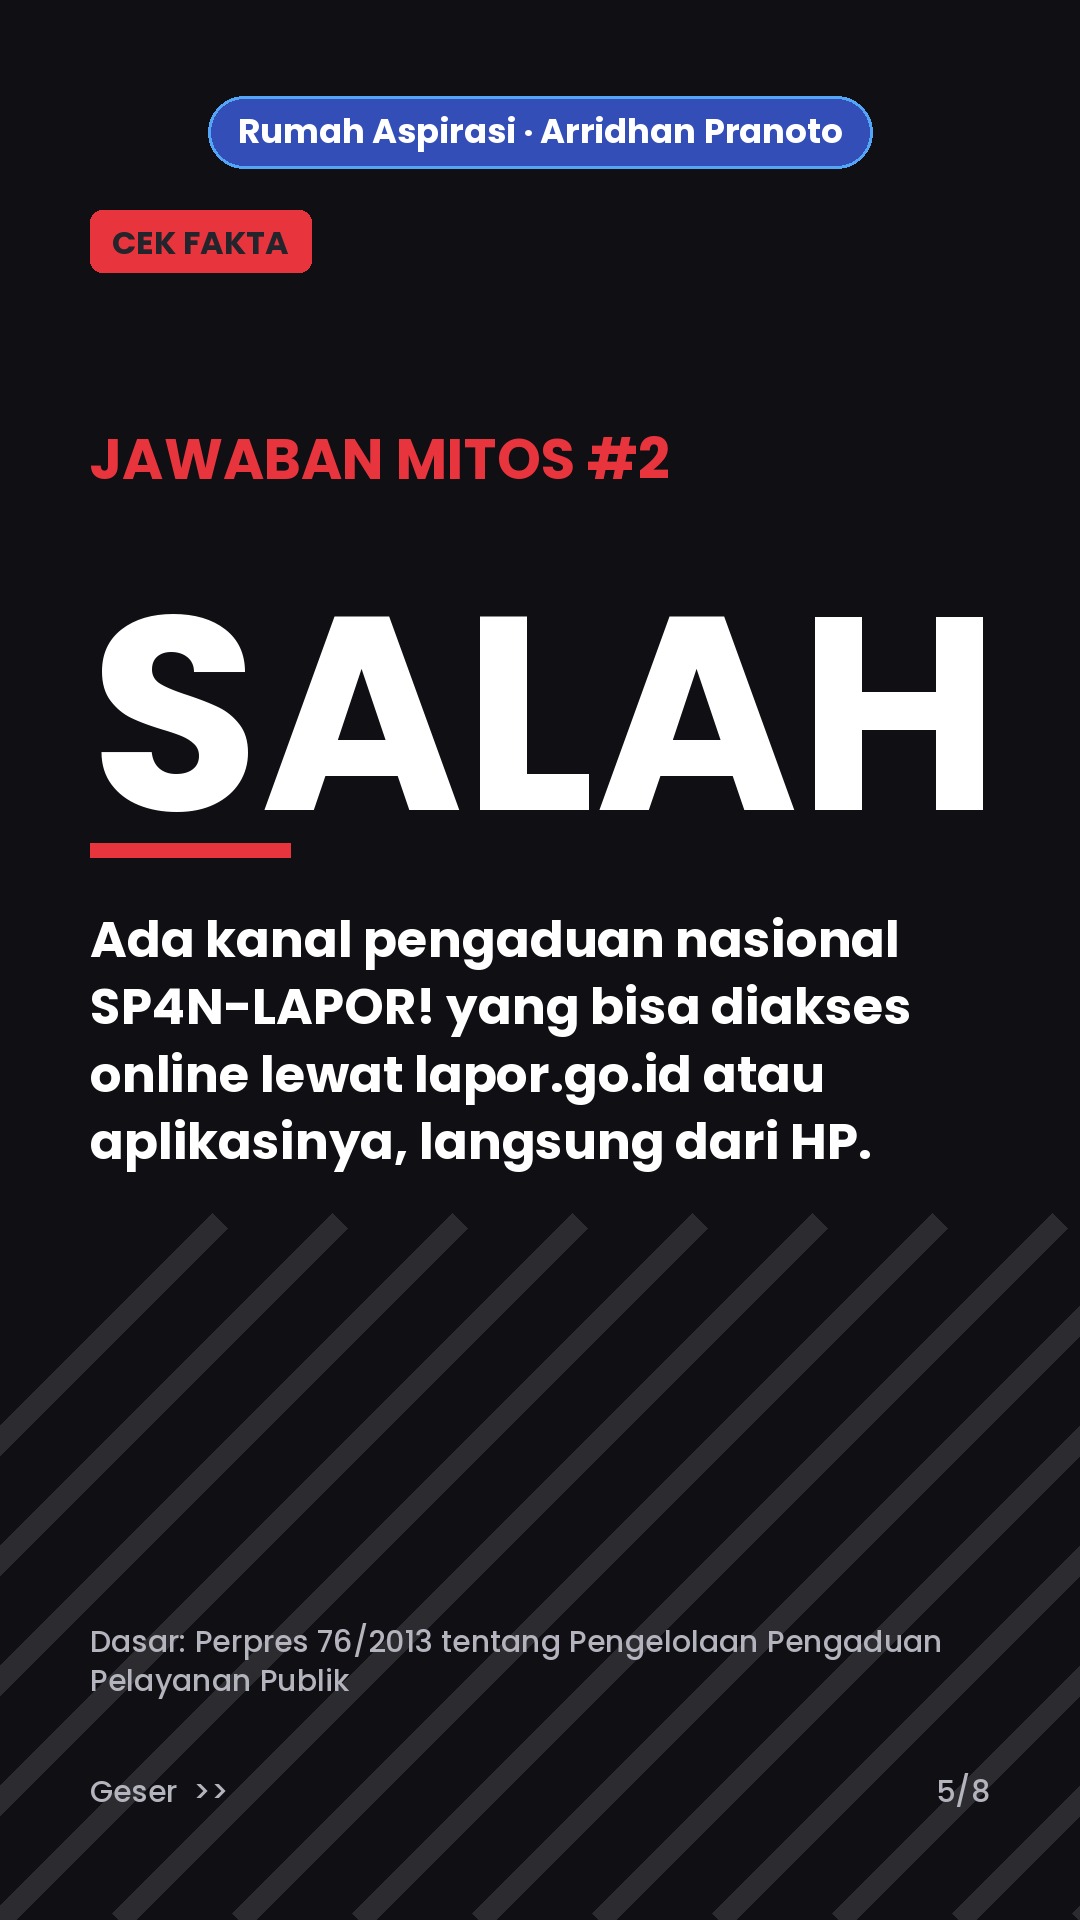 Rumah Aspirasi · Arridhan Pranoto
CEK FAKTA
JAWABAN MITOS #2
SALAH
Ada kanal pengaduan nasional
SP4N-LAPOR! yang bisa diakses
online lewat lapor.go.id atau
aplikasinya, langsung dari HP.
Dasar: Perpres 76/2013 tentang Pengelolaan Pengaduan
Pelayanan Publik
Geser >>
5/8